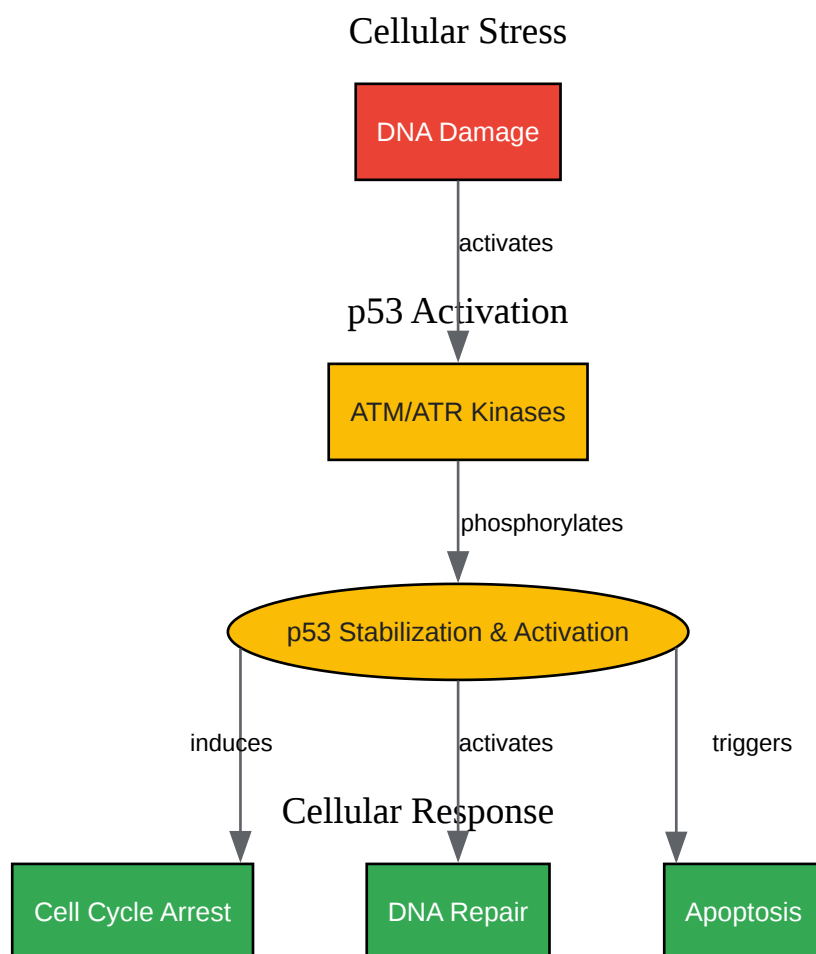 Cellular Stress
DNA Damage
activates
p53 Activation
ATM/ATR Kinases
phosphorylates
p53 Stabilization & Activation
induces
activates
triggers
Cellular Response
Cell Cycle Arrest
DNA Repair
Apoptosis